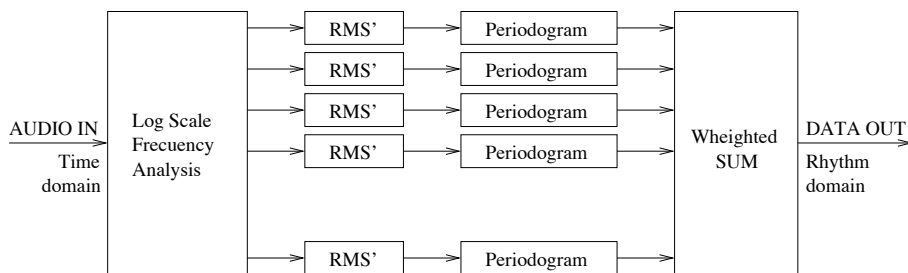 RMS’ Periodogram
RMS’ Periodogram
RMS’ Periodogram
RMS’ Periodogram
RMS’ Periodogram
AUDIO IN
Time
domain
Log Scale
Frecuency
Analysis
Wheighted
SUM
DATA OUT
Rhythm
domain